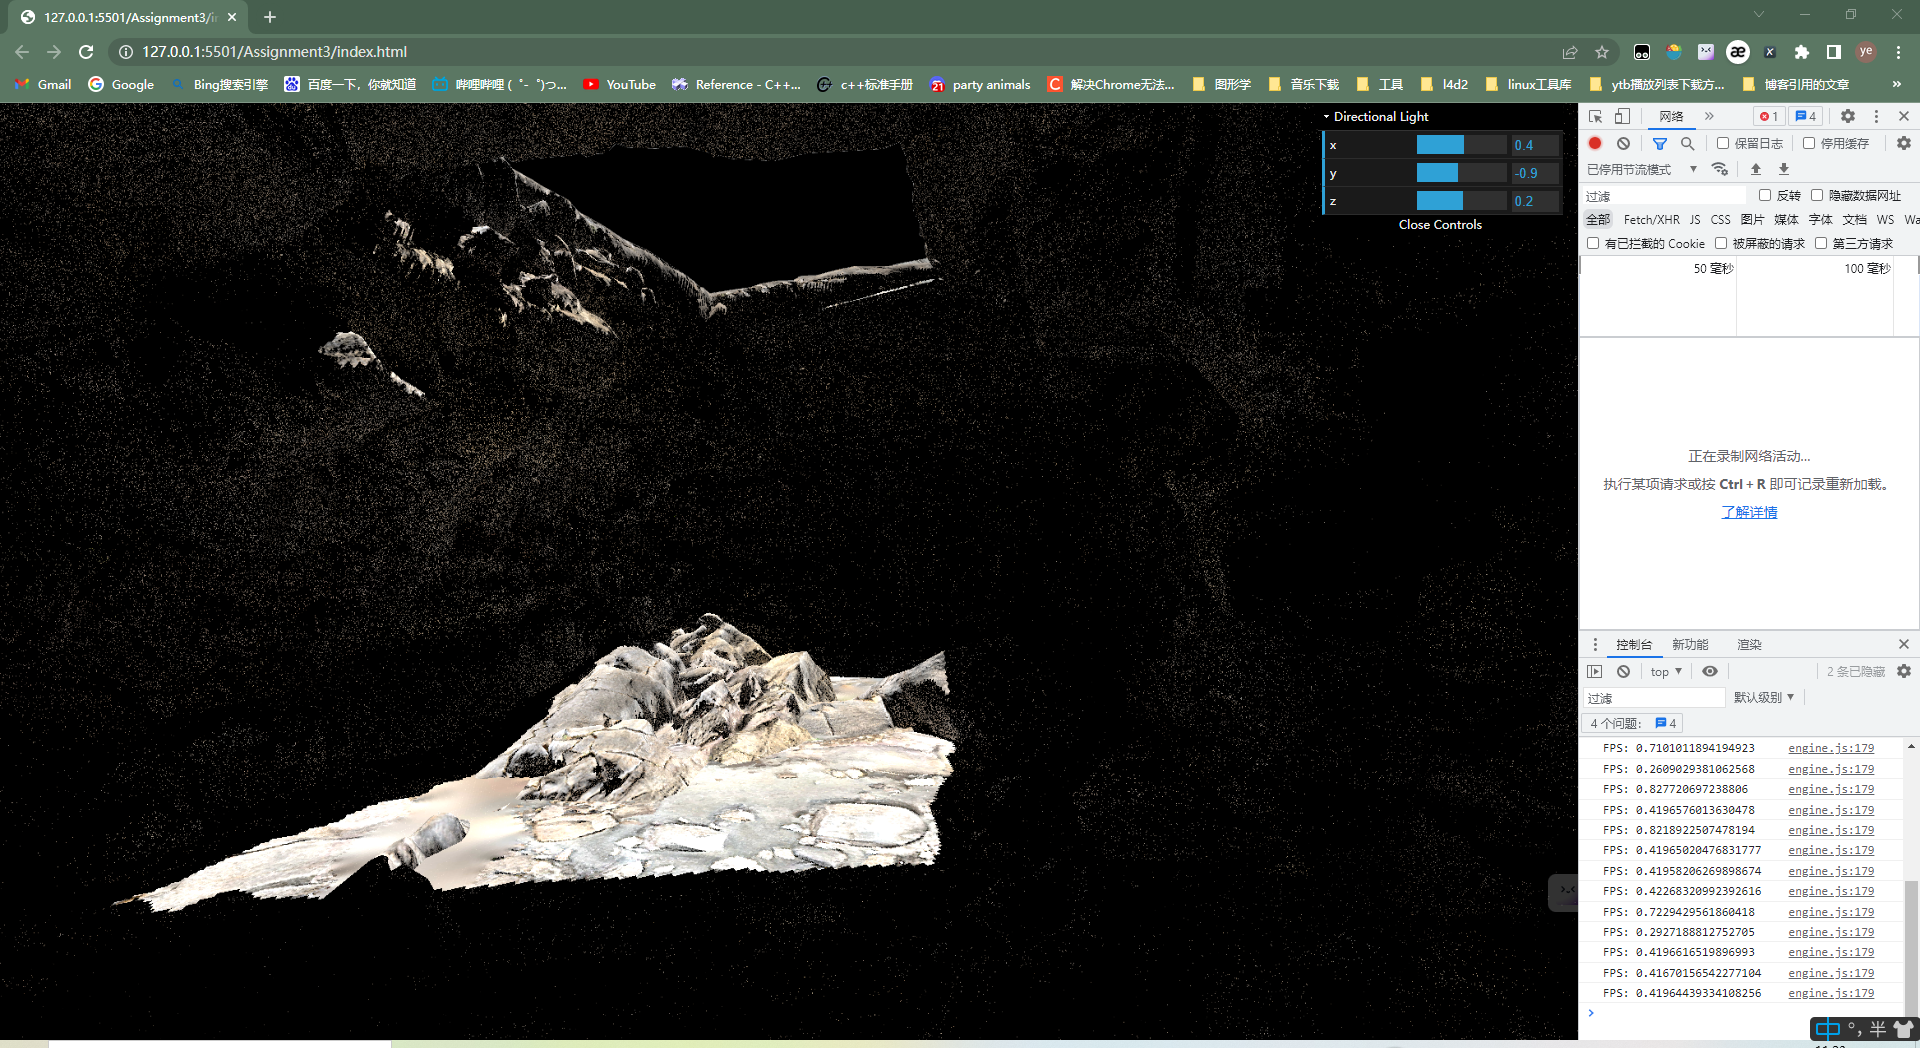 127.0.0.1:5501/Assignment3/in
127.0.0.1:5501/Assignment3/index.html
ye
Gmail
Google
Bing搜索引擎
百度一下，你就知道
哔哩哔哩 (゜-゜)つ...
YouTube
Reference - C++...
c++标准手册
21
party animals
解决Chrome无法...
图形学
音乐下载
工具
l4d2
linux工具库
ytb播放列表下载方...
博客引用的文章
»
Directional Light
x 0.4
y -0.9
z 0.2
Close Controls
网络 » 1 4
保留日志 停用缓存
已停用节流模式
过滤 反转 隐藏数据网址
全部 Fetch/XHR JS CSS 图片 媒体 字体 文档 WS Wa
有已拦截的 Cookie 被屏蔽的请求 第三方请求
50 毫秒 100 毫秒
正在录制网络活动...
执行某项请求或按 Ctrl + R 即可记录重新加载。
了解详情
控制台 新功能 渲染
top 2 条已隐藏
过滤 默认级别
4 个问题: 4
FPS: 0.7101011894194923 engine.js:179
FPS: 0.2609029381062568 engine.js:179
FPS: 0.827720697238806 engine.js:179
FPS: 0.4196576013630478 engine.js:179
FPS: 0.8218922507478194 engine.js:179
FPS: 0.41965020476831777 engine.js:179
FPS: 0.41958206269898674 engine.js:179
FPS: 0.42268320992392616 engine.js:179
FPS: 0.7229429561860418 engine.js:179
FPS: 0.2927188812752705 engine.js:179
FPS: 0.4196616519896993 engine.js:179
FPS: 0.41670156542277104 engine.js:179
FPS: 0.41964439334108256 engine.js:179
中 °, 半